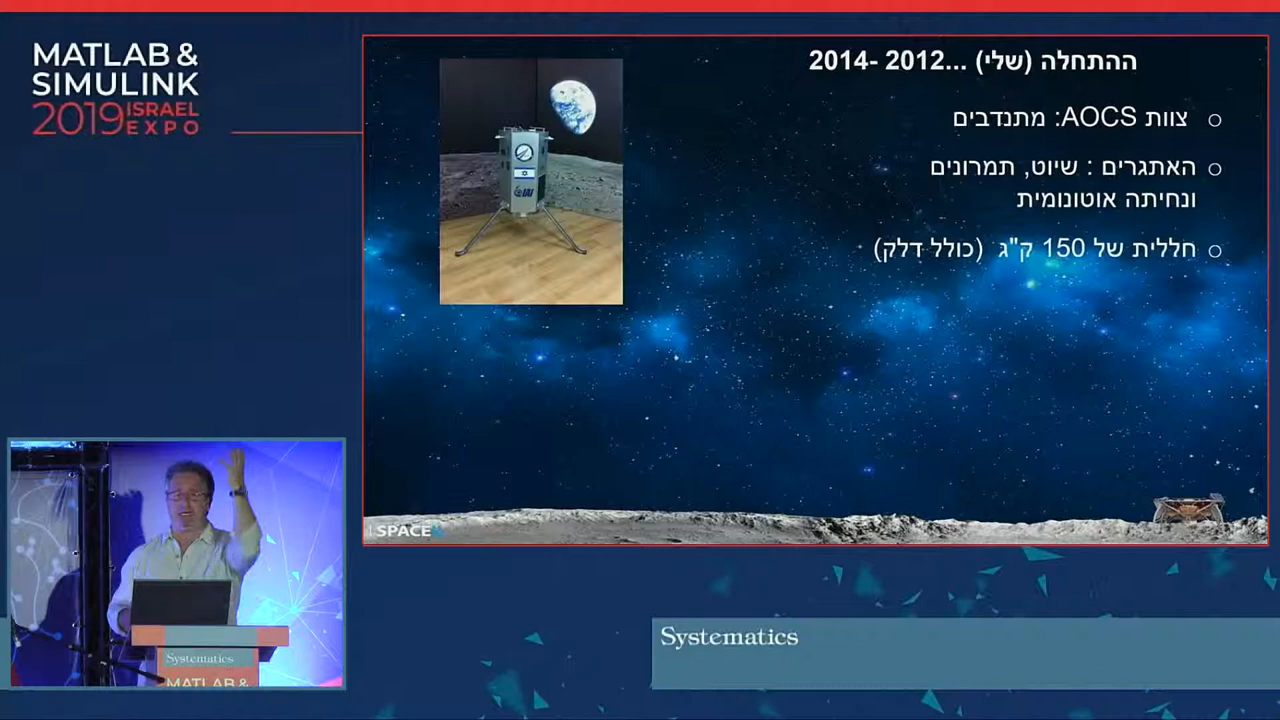 MATLAB &
SIMULINK
2019 ISRAEL EXPO
ההתחלה (שלי) ...2012 -2014
צוות AOCS: מתנדבים
האתגרים : שיוט, תמרונים
ונחיתה אוטונומית
חללית של 150 ק"ג (כולל דלק)
IAI
SPACE
Systematics
MATLAB &
Systematics